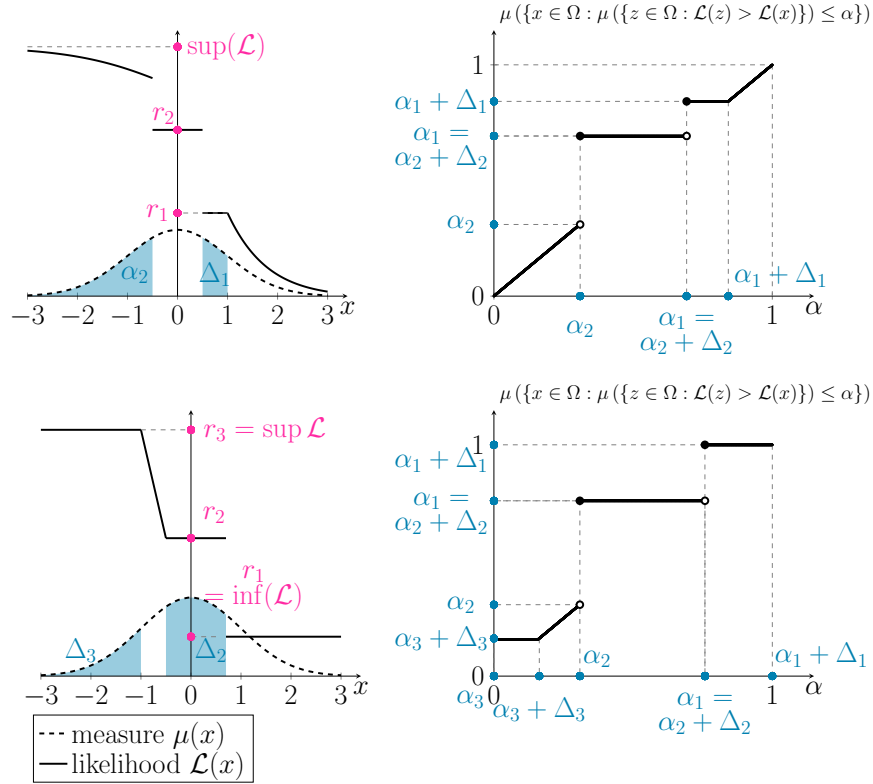 sup(𝓛)
r₂
r₁
α₂
Δ₁
−3 −2 −1 0 1 2 3 x
μ ({x ∈ Ω : μ ({z ∈ Ω : 𝓛(z) > 𝓛(x)}) ≤ α})
1
α₁ + Δ₁
α₁ =
α₂ + Δ₂
α₂
0
0
α₂
α₁ =
α₂ + Δ₂
α₁ + Δ₁
1
α
r₃ = sup 𝓛
r₂
r₁
= inf(𝓛)
Δ₃
Δ₂
−3 −2 −1 0 1 2 3 x
measure μ(x)
likelihood 𝓛(x)
μ ({x ∈ Ω : μ ({z ∈ Ω : 𝓛(z) > 𝓛(x)}) ≤ α})
1
α₁ + Δ₁
α₁ =
α₂ + Δ₂
α₂
α₃ + Δ₃
0
0
α₃
α₃ + Δ₃
α₂
α₁ =
α₂ + Δ₂
α₁ + Δ₁
1
α